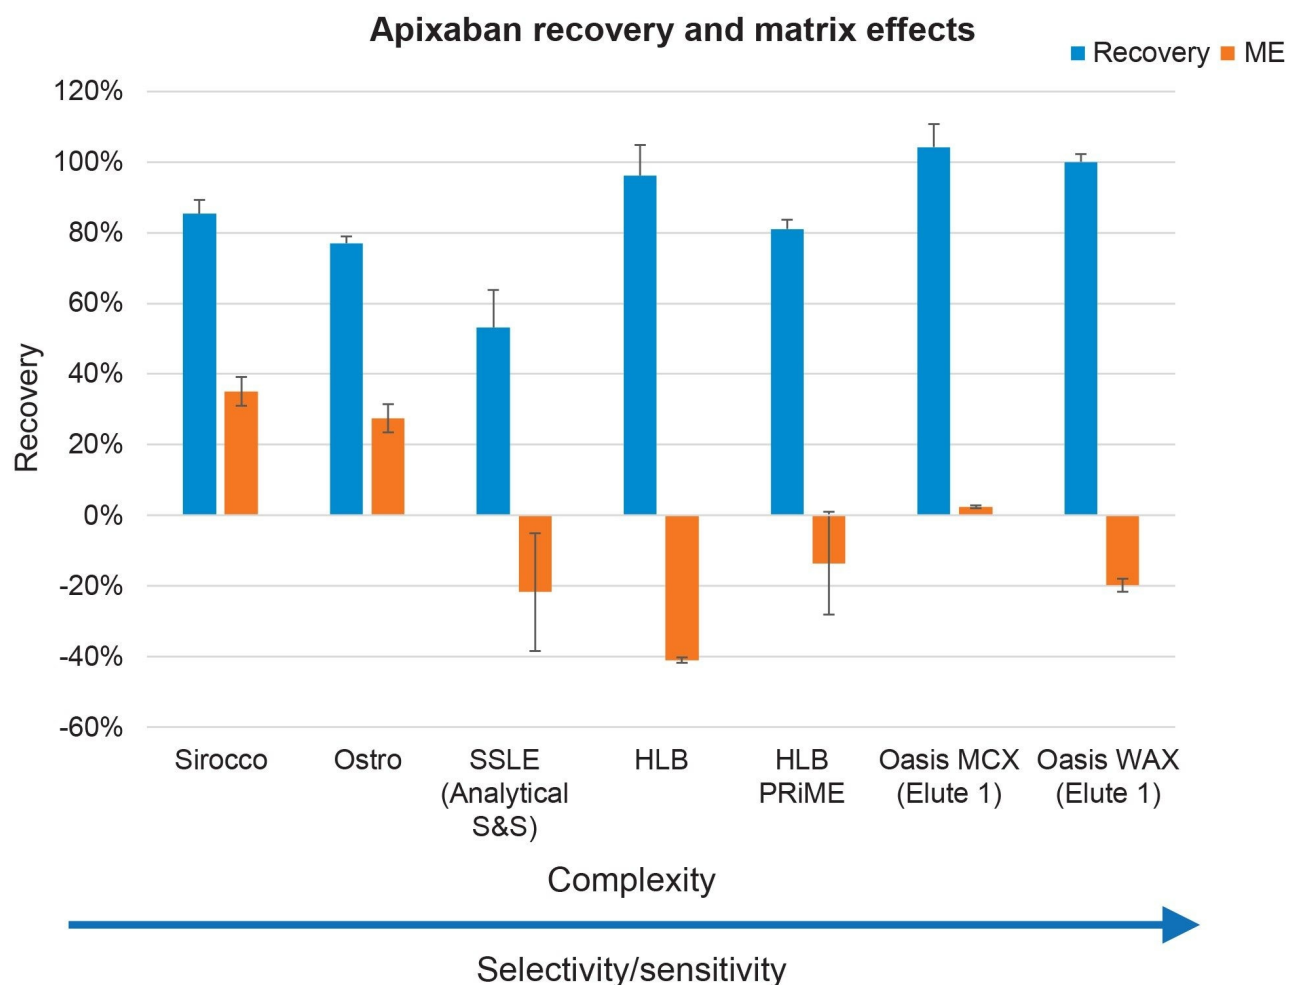 Apixaban recovery and matrix effects
Recovery ME
120%
100%
80%
60%
40%
20%
0%
-20%
-40%
-60%
Recovery
Sirocco
Ostro
SSLE
(Analytical
S&S)
HLB
HLB
PRiME
Oasis MCX
(Elute 1)
Oasis WAX
(Elute 1)
Complexity
Selectivity/sensitivity